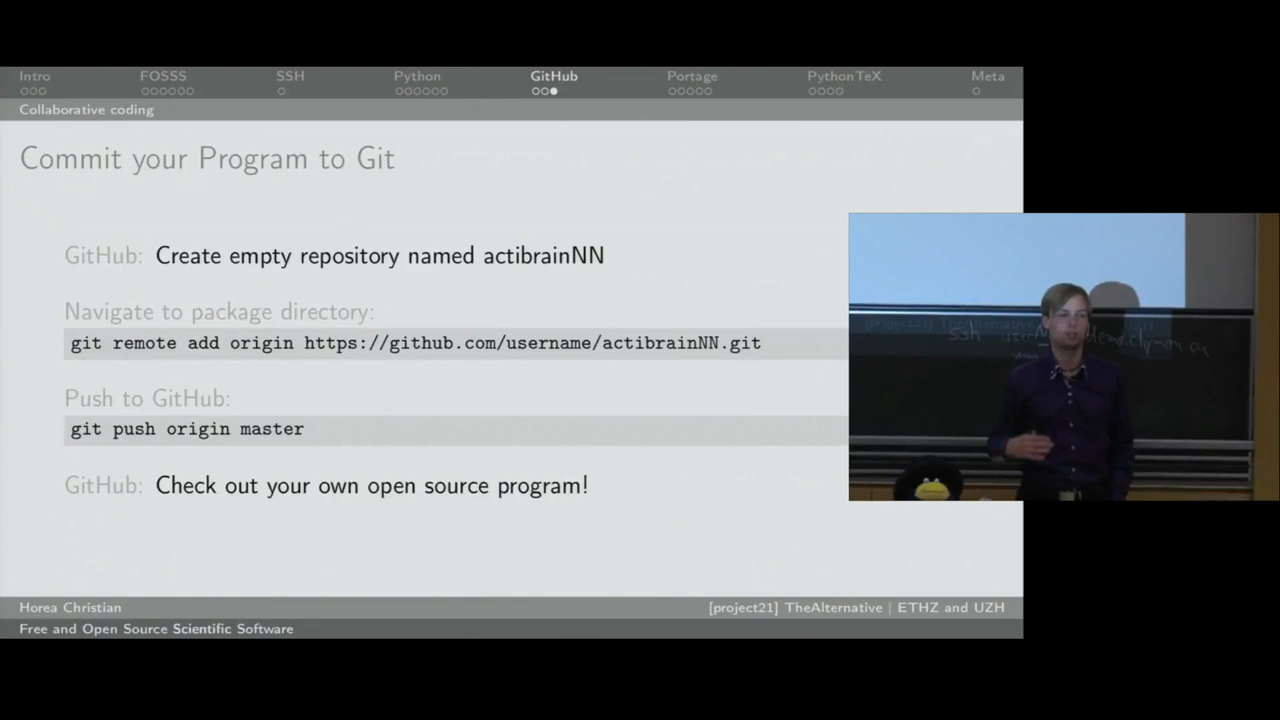 Intro FOSSS SSH Python GitHub Portage PythonTeX Meta
Collaborative coding
Commit your Program to Git
GitHub: Create empty repository named actibrainNN
Navigate to package directory:
git remote add origin https://github.com/username/actibrainNN.git
Push to GitHub:
git push origin master
GitHub: Check out your own open source program!
ssh
Horea Christian [project21] TheAlternative | ETHZ and UZH
Free and Open Source Scientific Software